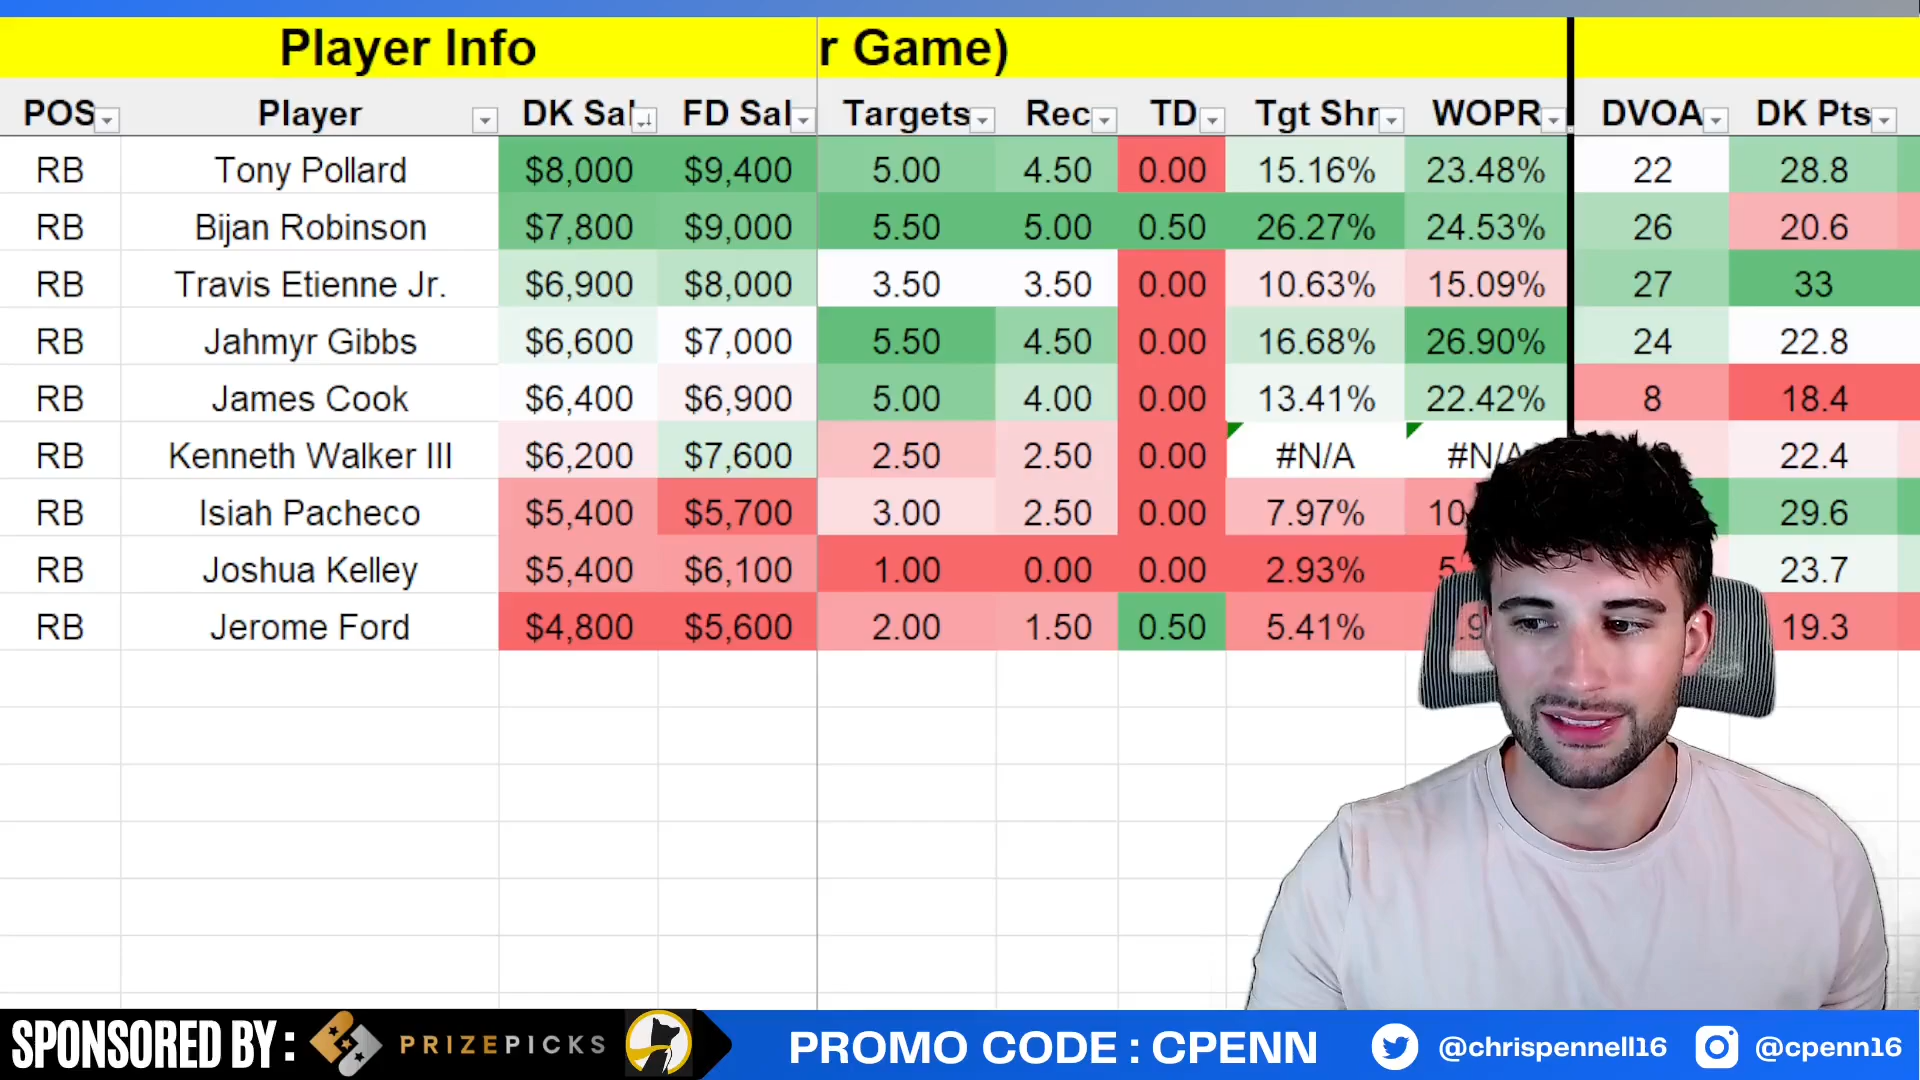 Player Info r Game)
POS Player DK Sal FD Sal Targets Rec TD Tgt Shr WOPR DVOA DK Pts
RB Tony Pollard $8,000 $9,400 5.00 4.50 0.00 15.16% 23.48% 22 28.8
RB Bijan Robinson $7,800 $9,000 5.50 5.00 0.50 26.27% 24.53% 26 20.6
RB Travis Etienne Jr. $6,900 $8,000 3.50 3.50 0.00 10.63% 15.09% 27 33
RB Jahmyr Gibbs $6,600 $7,000 5.50 4.50 0.00 16.68% 26.90% 24 22.8
RB James Cook $6,400 $6,900 5.00 4.00 0.00 13.41% 22.42% 8 18.4
RB Kenneth Walker III $6,200 $7,600 2.50 2.50 0.00 #N/A #N/A 22.4
RB Isiah Pacheco $5,400 $5,700 3.00 2.50 0.00 7.97% 10 29.6
RB Joshua Kelley $5,400 $6,100 1.00 0.00 0.00 2.93% 5 23.7
RB Jerome Ford $4,800 $5,600 2.00 1.50 0.50 5.41% 19.3
SPONSORED BY : PRIZEPICKS PROMO CODE : CPENN @chrispennell16 @cpenn16